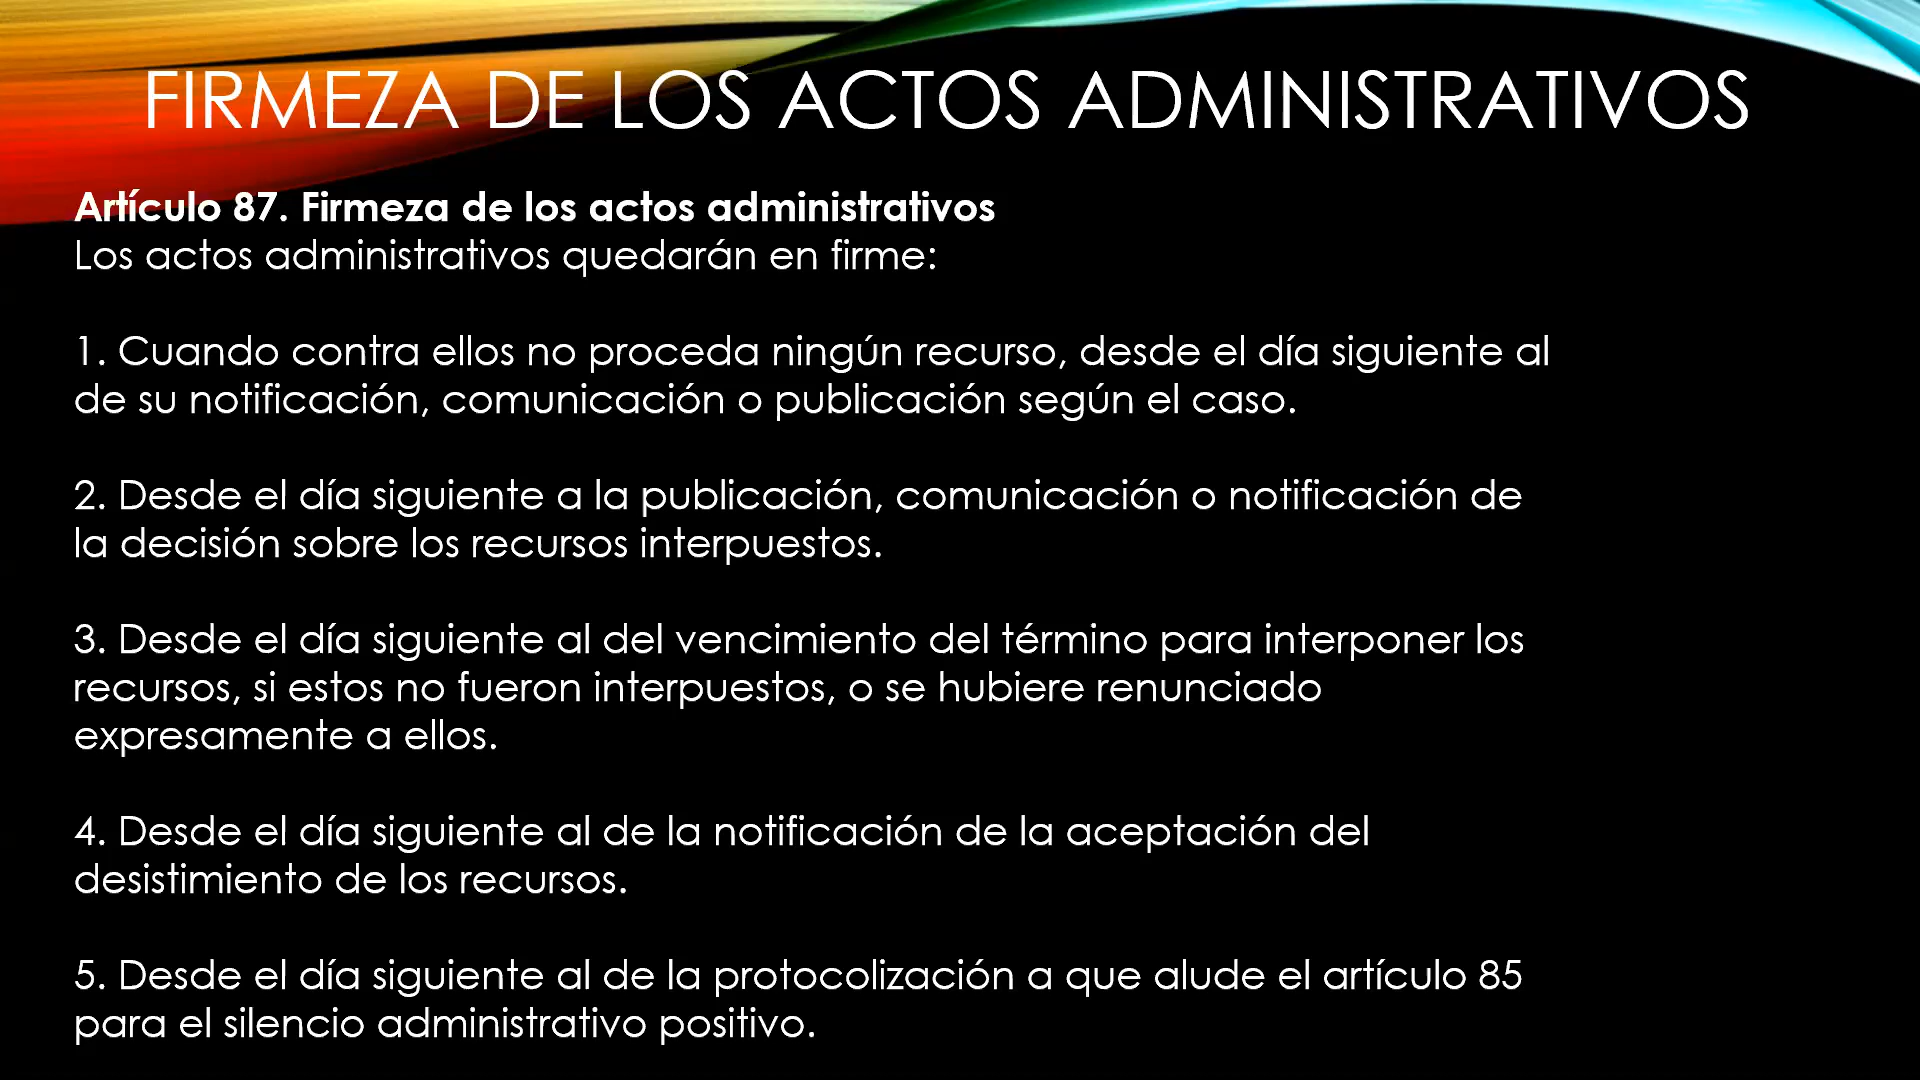 FIRMEZA DE LOS ACTOS ADMINISTRATIVOS
Artículo 87. Firmeza de los actos administrativos
Los actos administrativos quedarán en firme:
1. Cuando contra ellos no proceda ningún recurso, desde el día siguiente al
de su notificación, comunicación o publicación según el caso.
2. Desde el día siguiente a la publicación, comunicación o notificación de
la decisión sobre los recursos interpuestos.
3. Desde el día siguiente al del vencimiento del término para interponer los
recursos, si estos no fueron interpuestos, o se hubiere renunciado
expresamente a ellos.
4. Desde el día siguiente al de la notificación de la aceptación del
desistimiento de los recursos.
5. Desde el día siguiente al de la protocolización a que alude el artículo 85
para el silencio administrativo positivo.